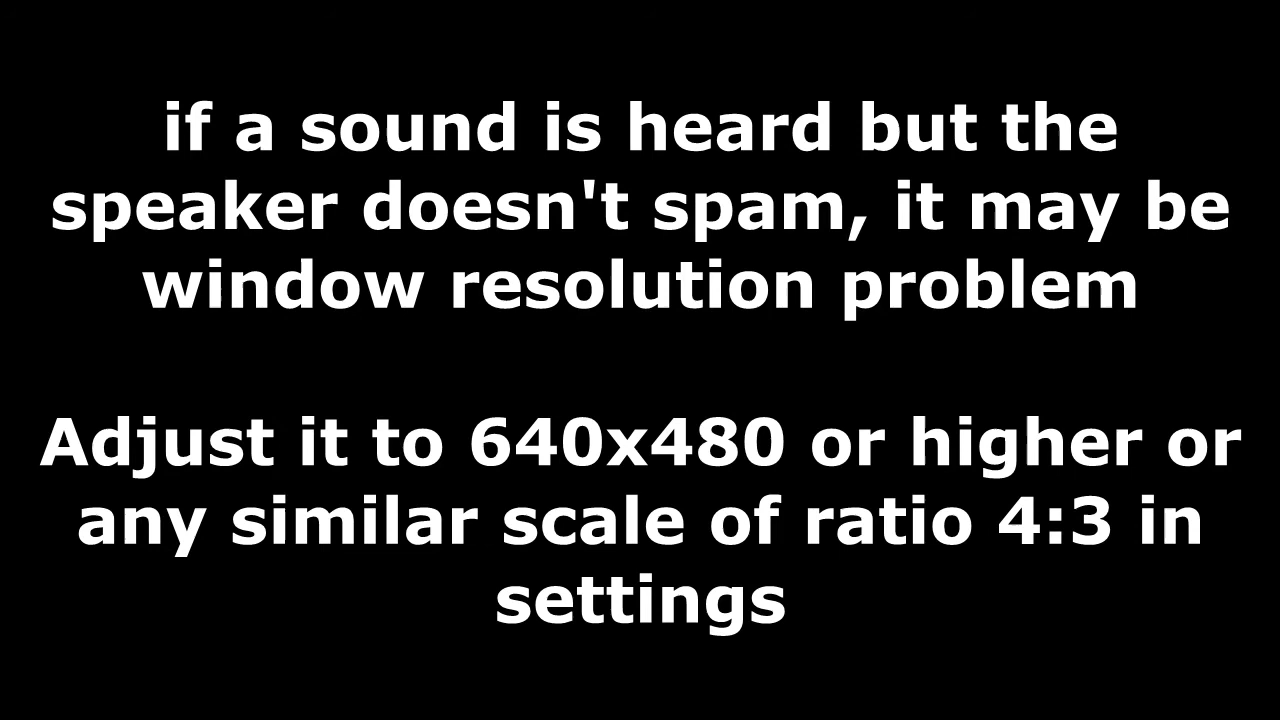 if a sound is heard but the
speaker doesn't spam, it may be
window resolution problem
Adjust it to 640x480 or higher or
any similar scale of ratio 4:3 in
settings